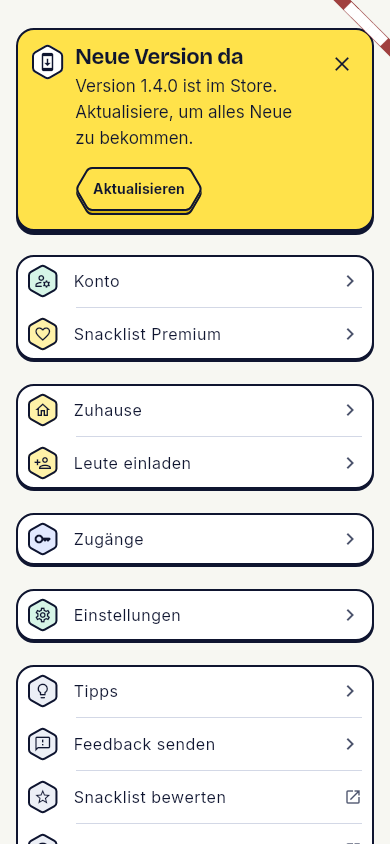 Neue Version da
Version 1.4.0 ist im Store.
Aktualisiere, um alles Neue
zu bekommen.
Aktualisieren
Konto
Snacklist Premium
Zuhause
Leute einladen
Zugänge
Einstellungen
Tipps
Feedback senden
Snacklist bewerten